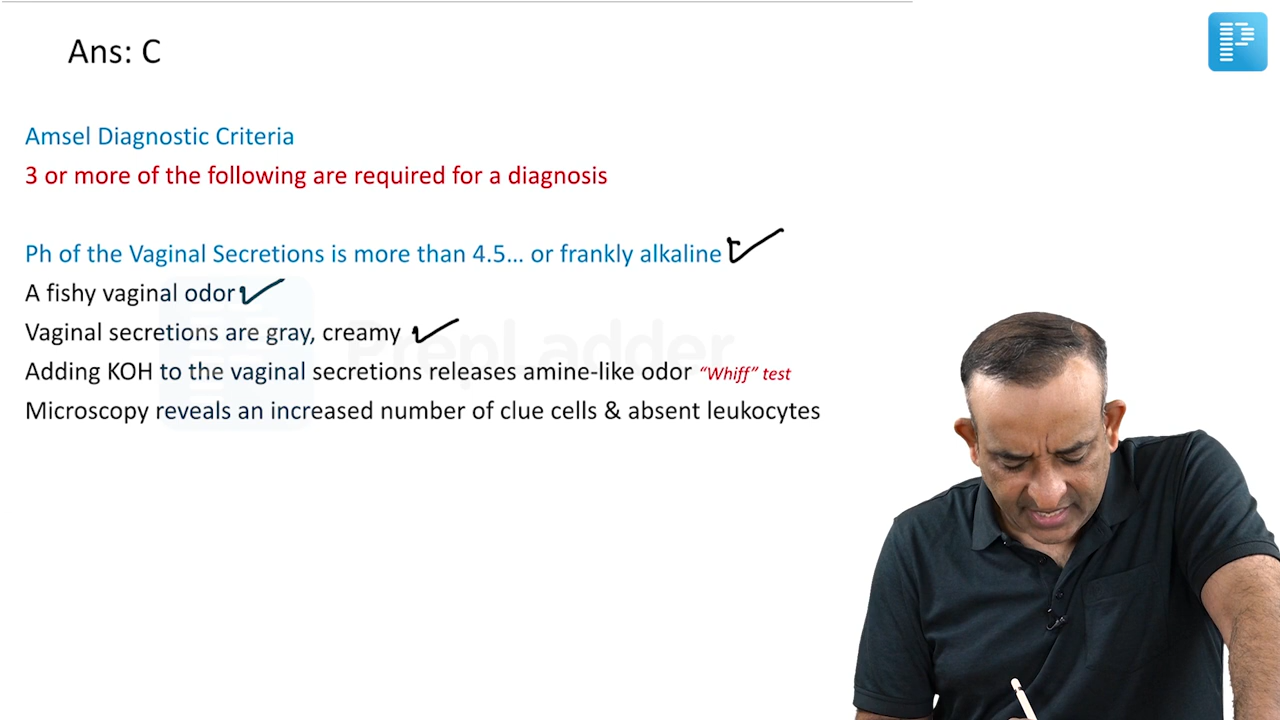 Ans: C
Amsel Diagnostic Criteria
3 or more of the following are required for a diagnosis
Ph of the Vaginal Secretions is more than 4.5... or frankly alkaline
A fishy vaginal odor
Vaginal secretions are gray, creamy
PrepLadder
Adding KOH to the vaginal secretions releases amine-like odor "Whiff" test
Microscopy reveals an increased number of clue cells & absent leukocytes